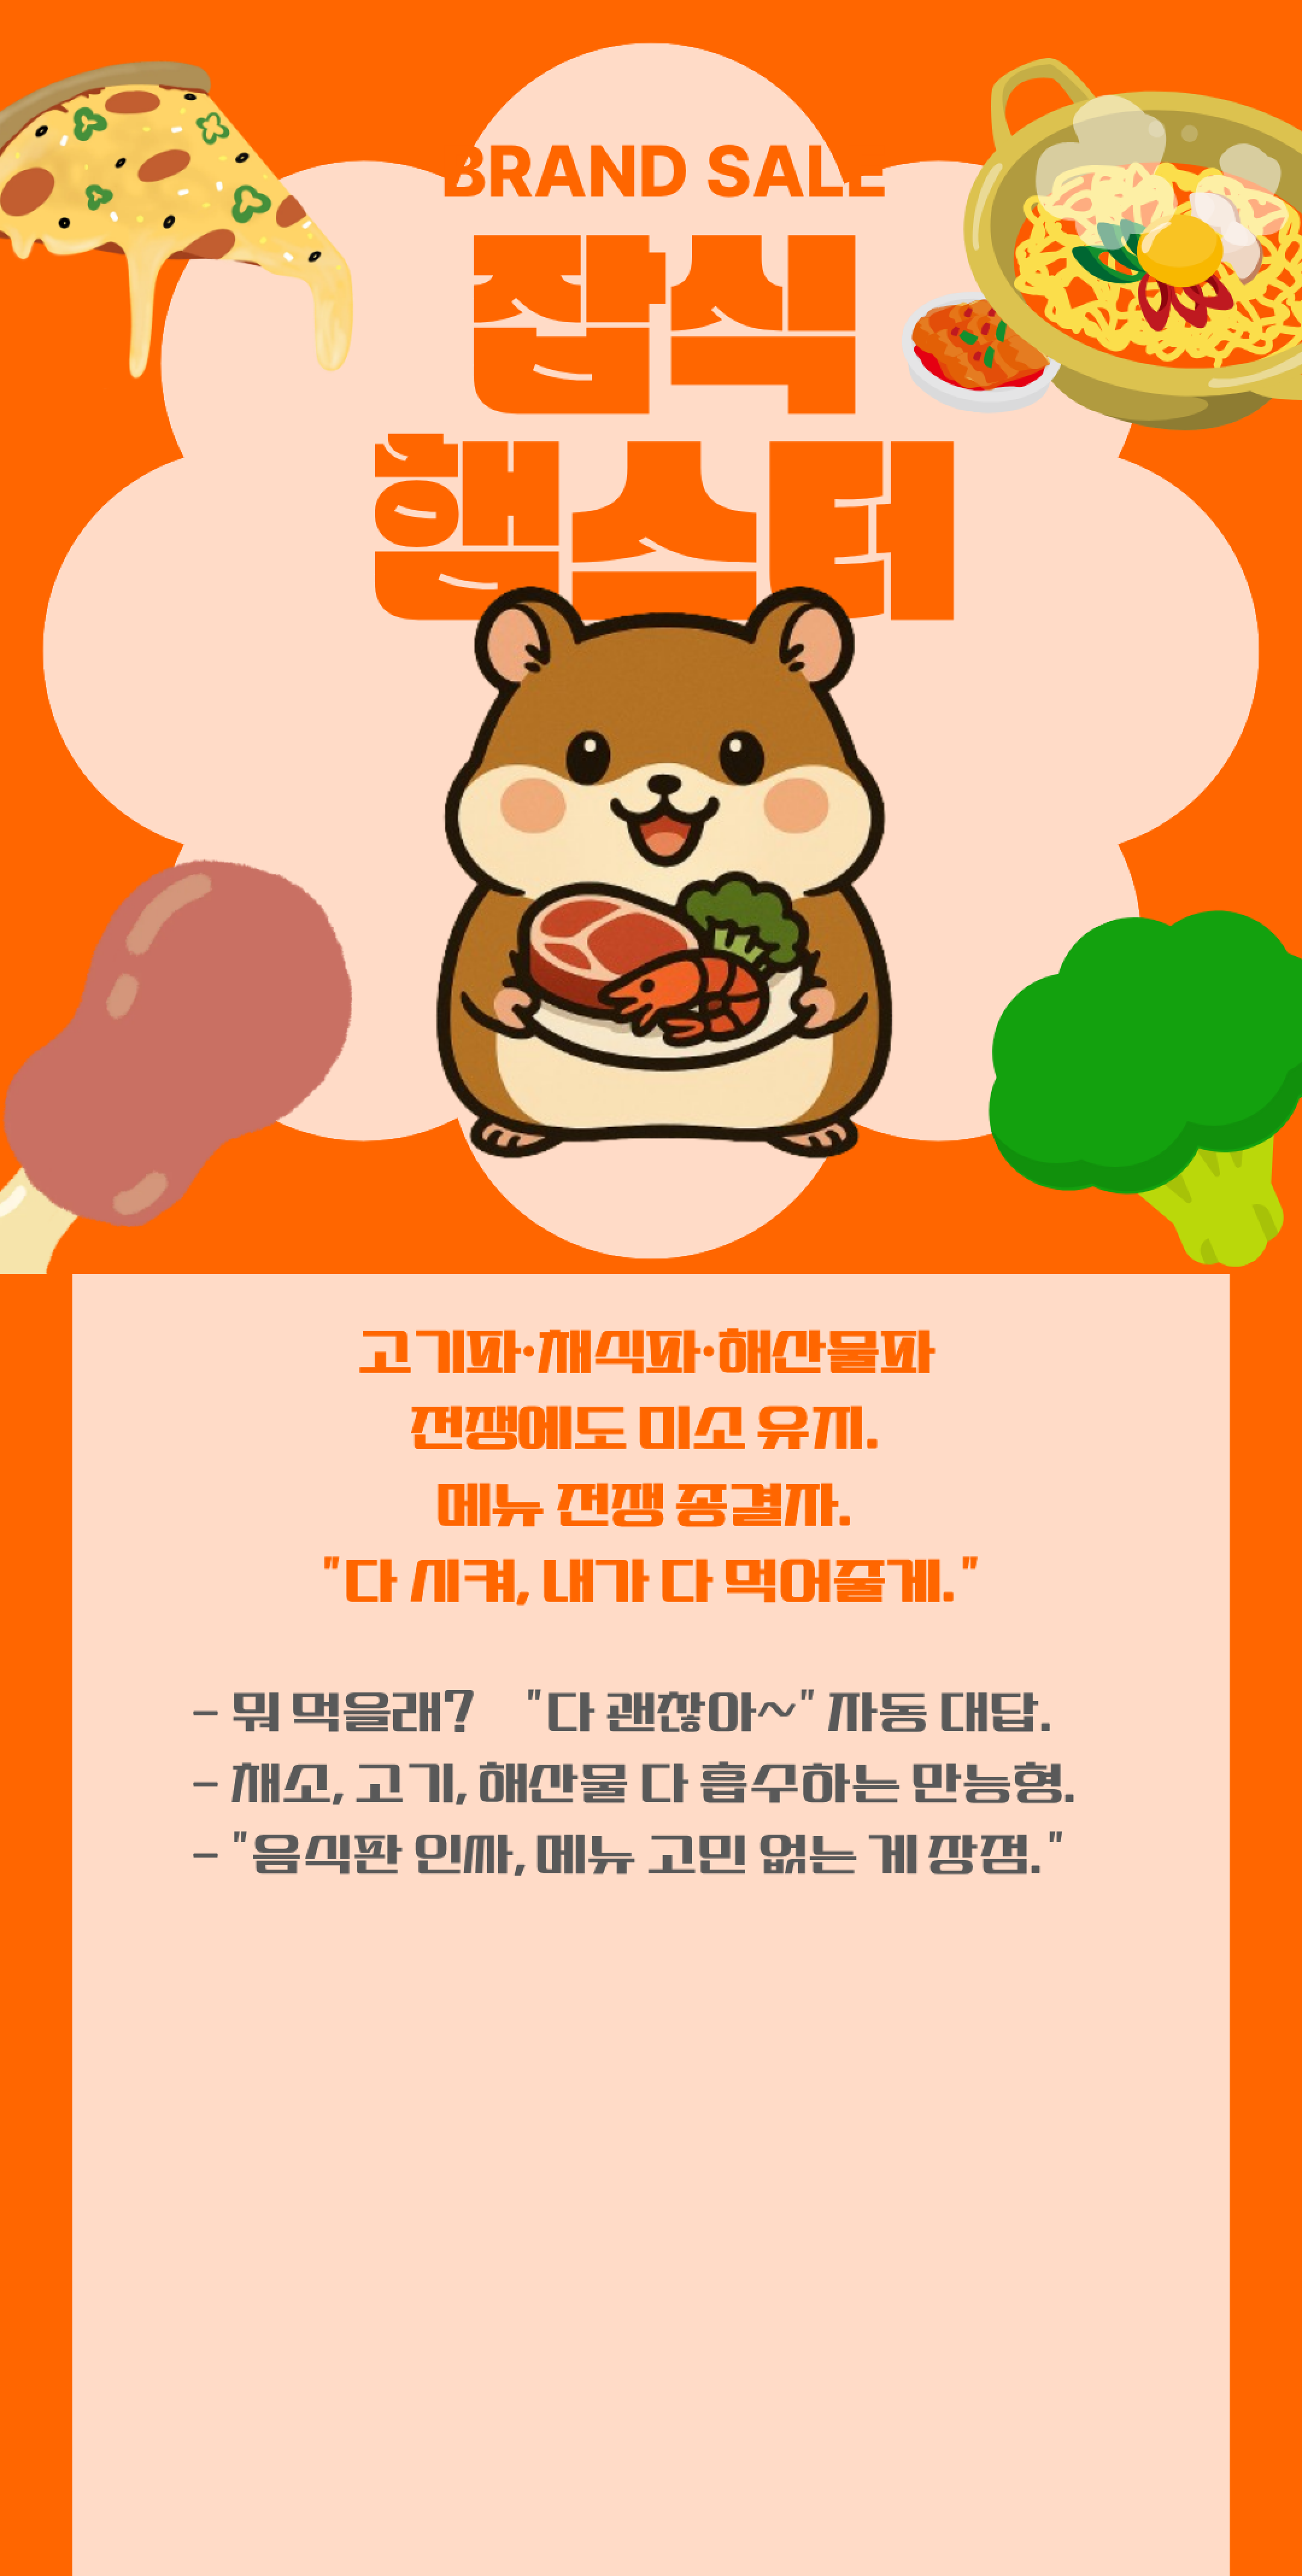 BRAND SALE
잡식
햄스터
고기파·채식파·해산물파
전쟁에도 미소 유지.
메뉴 전쟁 종결자.
"다 시켜, 내가 다 먹어줄게."
– 뭐 먹을래? "다 괜찮아~" 자동 대답.
– 채소, 고기, 해산물 다 흡수하는 만능형.
– "음식판 인싸, 메뉴 고민 없는 게 장점."